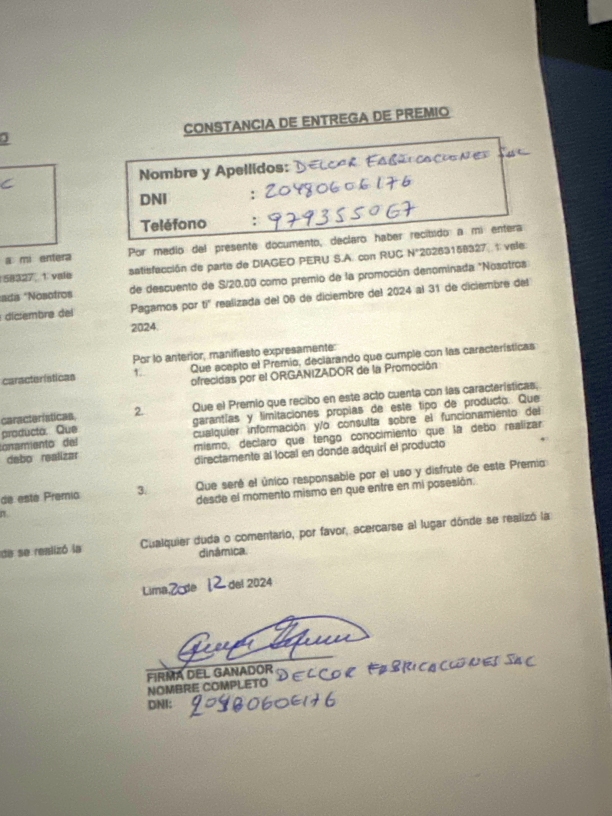 O
C
a mi entera
58327, 1 vale
ada "Nosotros
diciembre del
características
características,
producto. Que
ionamiento del
debo realizar
de este Premio
n.
de se realizó la
CONSTANCIA DE ENTREGA DE PREMIO
Nombre y Apellidos: DELCOR FABRICACIONES SAC
DNI : 20480606176
Teléfono : 979355067
Por medio del presente documento, declaro haber recibido a mi entera
satisfacción de parte de DIAGEO PERU S.A. con RUC N°20263158327, 1 vale
de descuento de S/20.00 como premio de la promoción denominada "Nosotros
Pagamos por ti" realizada del 06 de diciembre del 2024 al 31 de diciembre del
2024.
Por lo anterior, manifiesto expresamente:
1. Que acepto el Premio, declarando que cumple con las características
ofrecidas por el ORGANIZADOR de la Promoción
2. Que el Premio que recibo en este acto cuenta con las características,
garantías y limitaciones propias de este tipo de producto. Que
cualquier información y/o consulta sobre el funcionamiento del
mismo, declaro que tengo conocimiento que la debo realizar
directamente al local en donde adquirí el producto
3. Que seré el único responsable por el uso y disfrute de este Premio
desde el momento mismo en que entre en mi posesión.
Cualquier duda o comentario, por favor, acercarse al lugar dónde se realizó la
dinámica.
Lima, 20 de 12 del 2024
FIRMA DEL GANADOR
NOMBRE COMPLETO DELCOR FABRICACIONES SAC
DNI: 20480606176